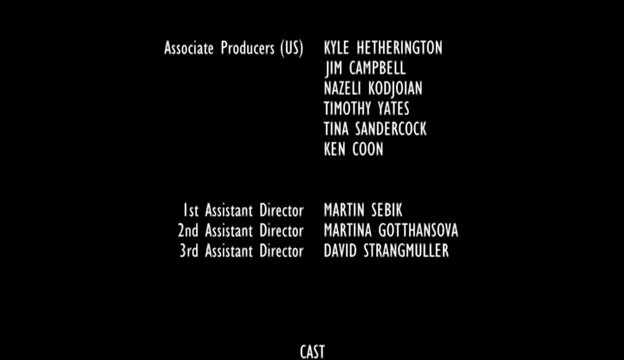 Associate Producers (US) KYLE HETHERINGTON
JIM CAMPBELL
NAZELI KODJOIAN
TIMOTHY YATES
TINA SANDERCOCK
KEN COON
1st Assistant Director MARTIN SEBIK
2nd Assistant Director MARTINA GOTTHANSOVA
3rd Assistant Director DAVID STRANGMULLER
CAST